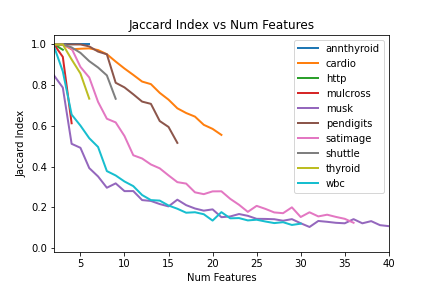 Jaccard Index vs Num Features
1.0
0.8
0.6
0.4
0.2
0.0
Jaccard Index
annthyroid
cardio
http
mulcross
musk
pendigits
satimage
shuttle
thyroid
wbc
5 10 15 20 25 30 35 40
Num Features